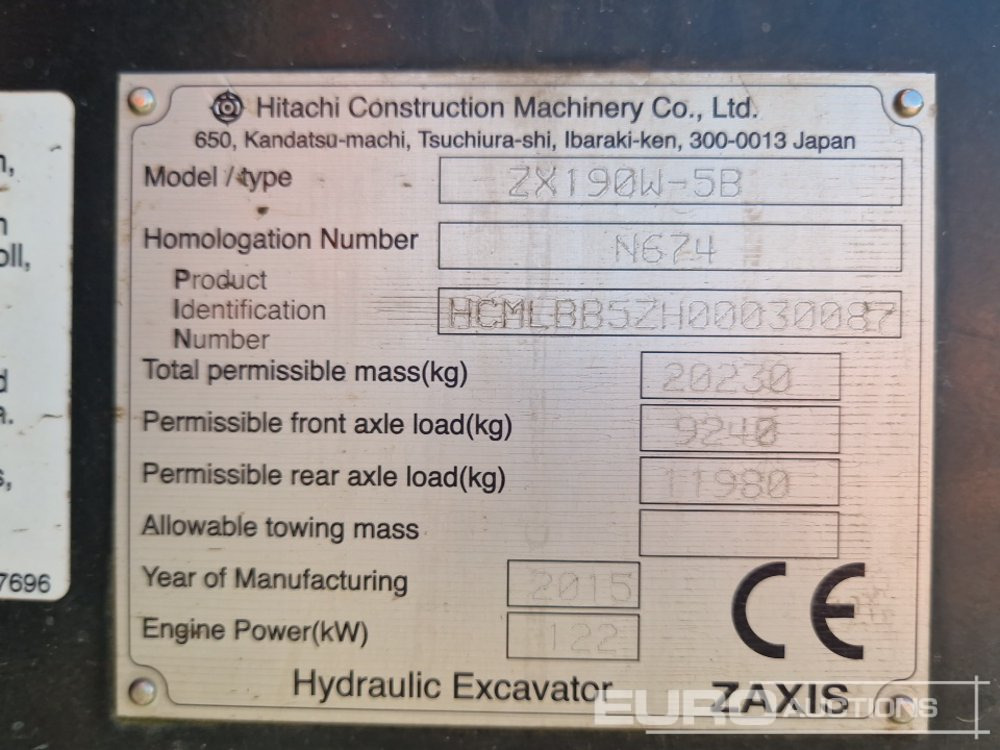 Hitachi Construction Machinery Co., Ltd.
650, Kandatsu-machi, Tsuchiura-shi, Ibaraki-ken, 300-0013 Japan
Model / type ZX190W-5B
Homologation Number N674
Product
Identification HCMLBB5ZH00030087
Number
Total permissible mass(kg) 20230
Permissible front axle load(kg) 9240
Permissible rear axle load(kg) 11980
Allowable towing mass
Year of Manufacturing 2015
Engine Power(kW) 122
CE
Hydraulic Excavator ZAXIS
EURO AUCTIONS
oll,
7696